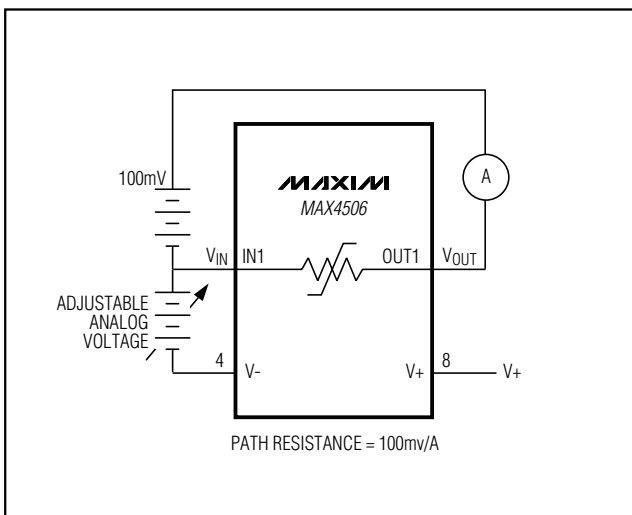 100mV
A
MAXIM
MAX4506
VIN
IN1
OUT1
VOUT
ADJUSTABLE
ANALOG
VOLTAGE
4
V-
V+
8
V+
PATH RESISTANCE = 100mv/A